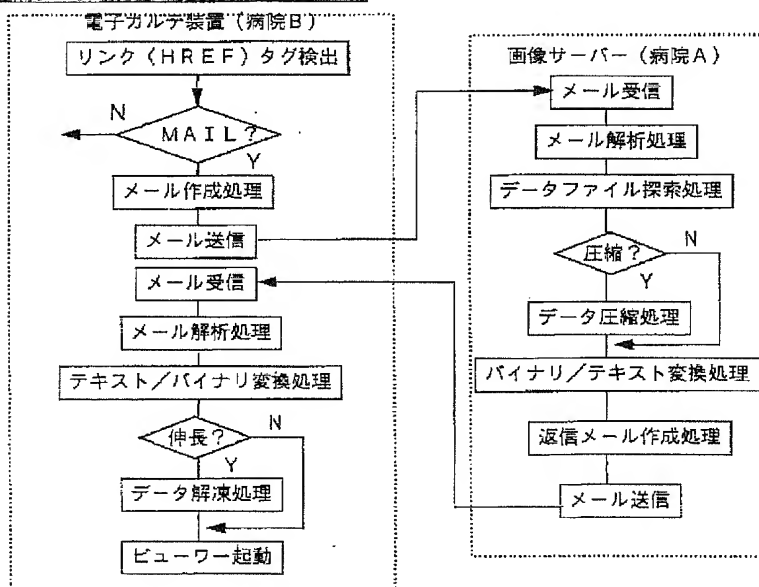 電子カルテ装置（病院B）
リンク（HREF）タグ検出
N
MAIL？
Y
メール作成処理
メール送信
メール受信
メール解析処理
テキスト／バイナリ変換処理
伸長？
N
Y
データ解凍処理
ビューワー起動
画像サーバー（病院A）
メール受信
メール解析処理
データファイル探索処理
圧縮？
N
Y
データ圧縮処理
バイナリ／テキスト変換処理
返信メール作成処理
メール送信